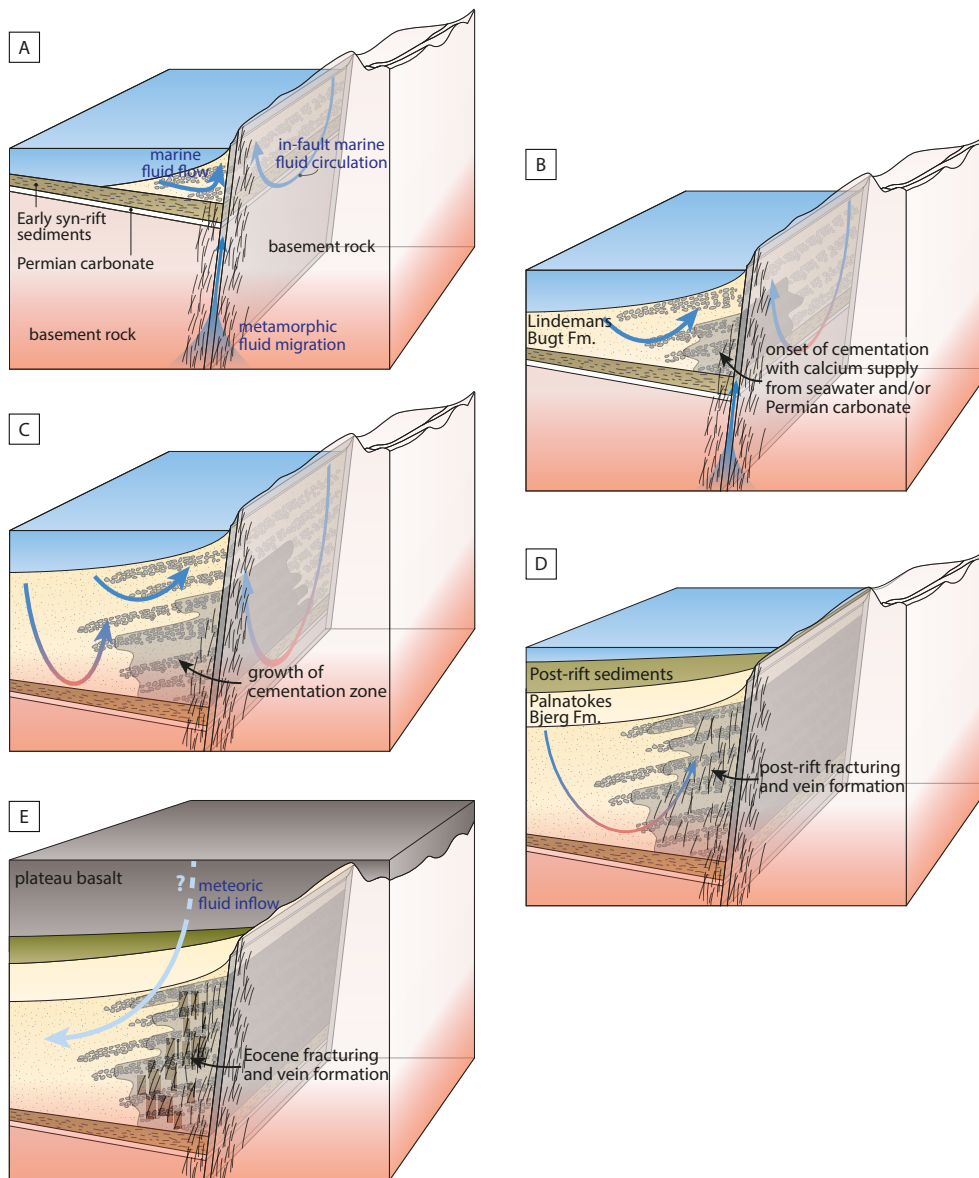 A
marine
fluid flow
in-fault marine
fluid circulation
Early syn-rift
sediments
Permian carbonate
basement rock
basement rock
metamorphic
fluid migration
B
Lindemans
Bugt Fm.
onset of cementation
with calcium supply
from seawater and/or
Permian carbonate
C
growth of
cementation zone
D
Post-rift sediments
Palnatokes
Bjerg Fm.
post-rift fracturing
and vein formation
E
plateau basalt
?
meteoric
fluid inflow
Eocene fracturing
and vein formation